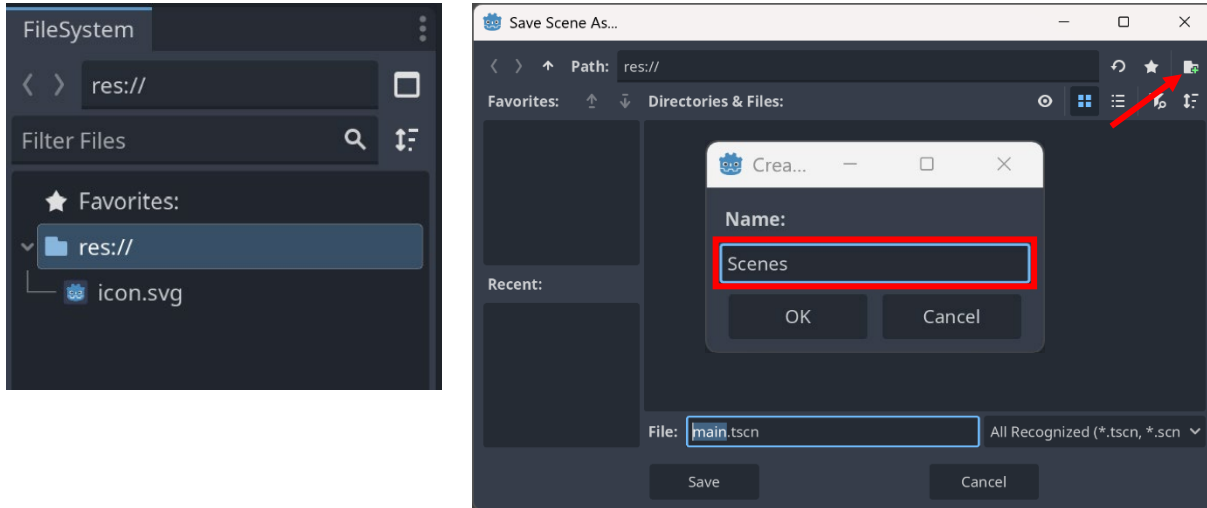 FileSystem
res://
Filter Files
Favorites:
res://
icon.svg
Save Scene As...
Path: res://
Favorites:
Directories & Files:
Crea...
Name:
Scenes
OK Cancel
Recent:
File: main.tscn All Recognized (*.tscn, *.scn
Save Cancel